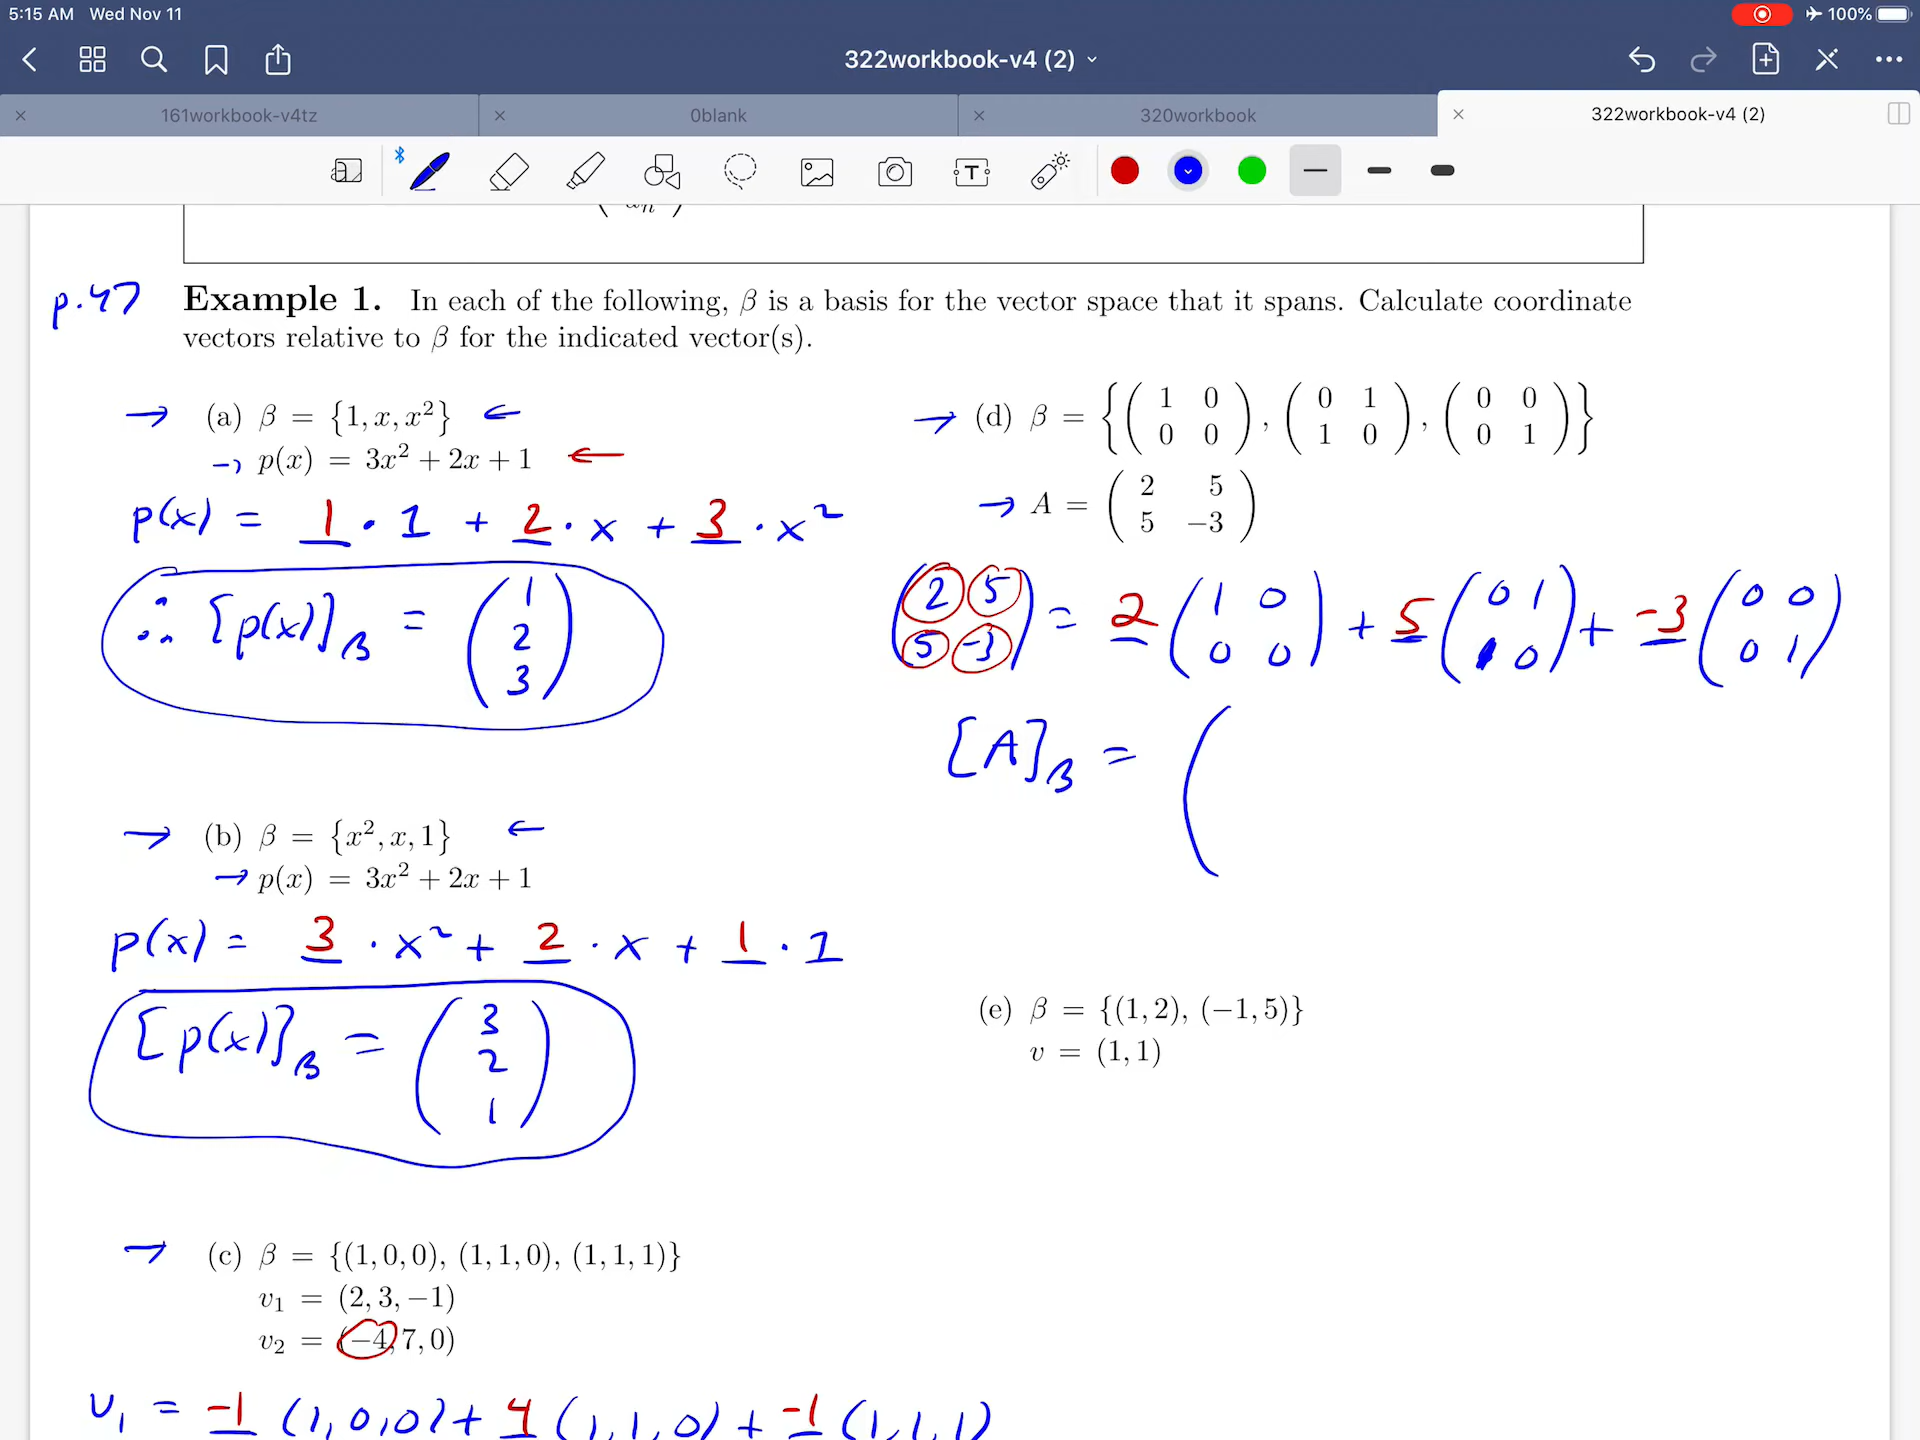 5:15 AM Wed Nov 11
100%
322workbook-v4 (2)
161workbook-v4tz
0blank
320workbook
322workbook-v4 (2)
p.47
Example 1. In each of the following, β is a basis for the vector space that it spans. Calculate coordinate
vectors relative to β for the indicated vector(s).
(a) β = {1, x, x²}
→ p(x) = 3x² + 2x + 1 ←
p(x) = 1 · 1 + 2 · x + 3 · x²
∴ [p(x)]β = (1
2
3)
→ (b) β = {x², x, 1} ←
→ p(x) = 3x² + 2x + 1
p(x) = 3 · x² + 2 · x + 1 · 1
[p(x)]β = (3
2
1)
→ (c) β = {(1, 0, 0), (1, 1, 0), (1, 1, 1)}
v₁ = (2, 3, −1)
v₂ = (−4, 7, 0)
v₁ = -1 (1,0,0) + 4 (1,1,0) + -1 (1,1,1)
→ (d) β = {(1 0
0 0), (0 1
1 0), (0 0
0 1)}
→ A = (2 5
5 −3)
(2 5
5 -3) = 2 (1 0
0 0) + 5 (0 1
1 0) + -3 (0 0
0 1)
[A]β = (
(e) β = {(1, 2), (−1, 5)}
v = (1, 1)